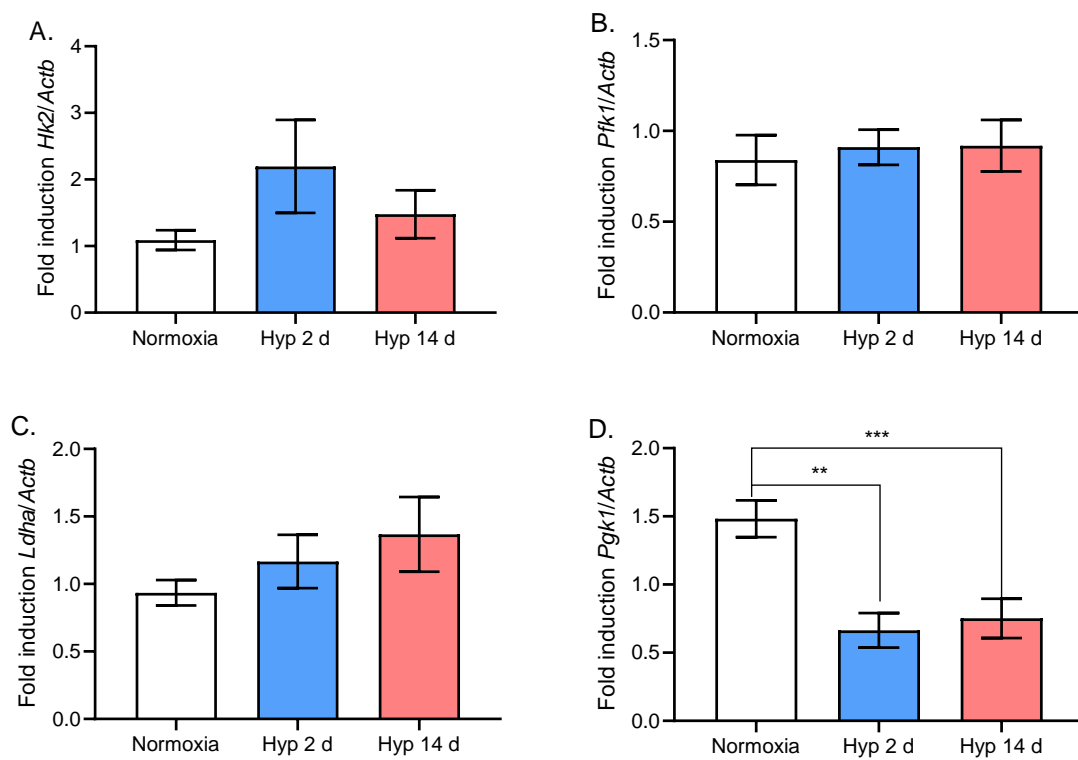 A.
Fold induction Hk2/Actb
4
3
2
1
0
Normoxia Hyp 2 d Hyp 14 d
B.
Fold induction Pfk1/Actb
1.5
1.0
0.5
0.0
Normoxia Hyp 2 d Hyp 14 d
C.
Fold induction Ldha/Actb
2.0
1.5
1.0
0.5
0.0
Normoxia Hyp 2 d Hyp 14 d
D.
Fold induction Pgk1/Actb
2.0
1.5
1.0
0.5
0.0
***
**
Normoxia Hyp 2 d Hyp 14 d